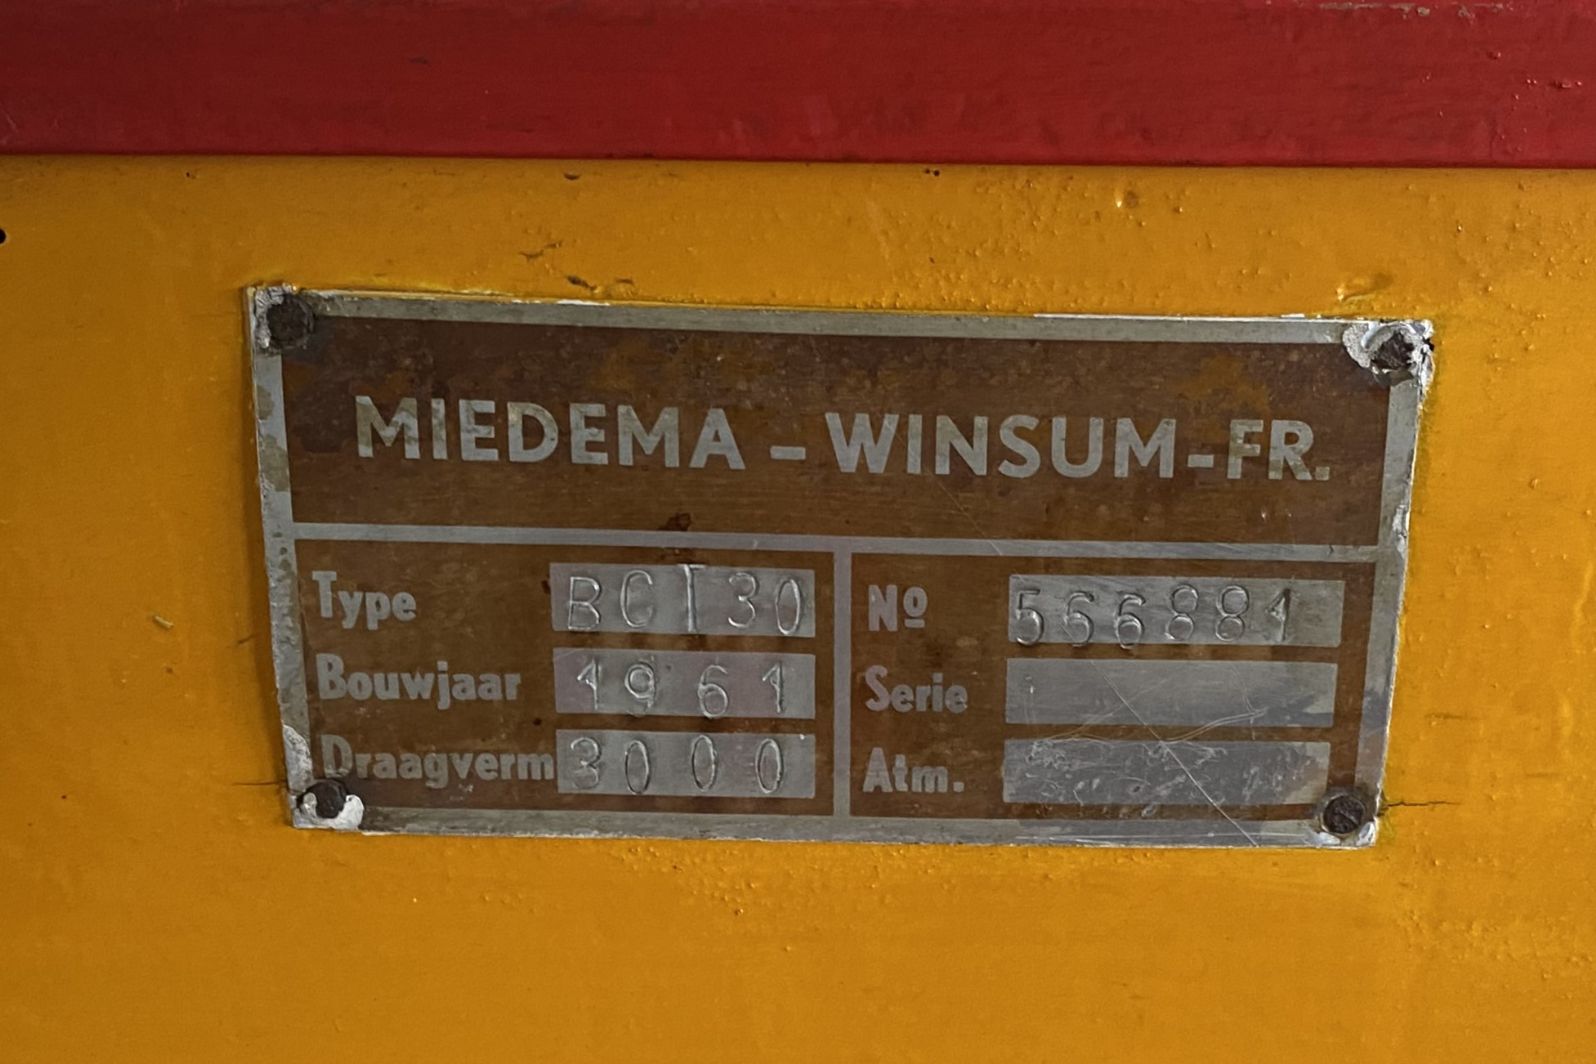 MIEDEMA - WINSUM - FR.
Type BCT30
Bouwjaar 1961
Draagverm 3000
Nº 566881
Serie
Atm.